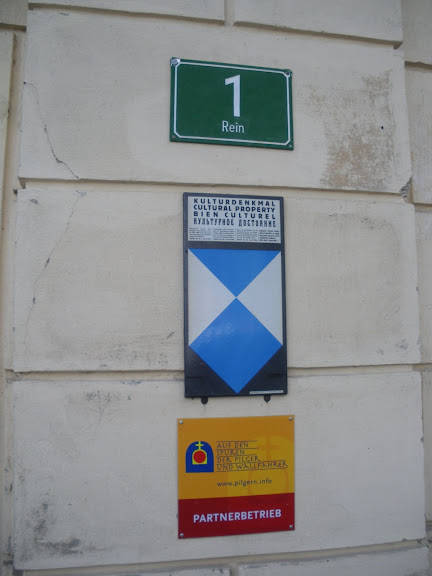 1
Rein
KULTURDENKMAL
CULTURAL PROPERTY
BIEN CULTUREL
КУЛЬТУРНОЕ ДОСТОЯНИЕ
AUF DEN
SPUREN
DER PILGER
UND WALLFAHRER
www.pilgern.info
PARTNERBETRIEB